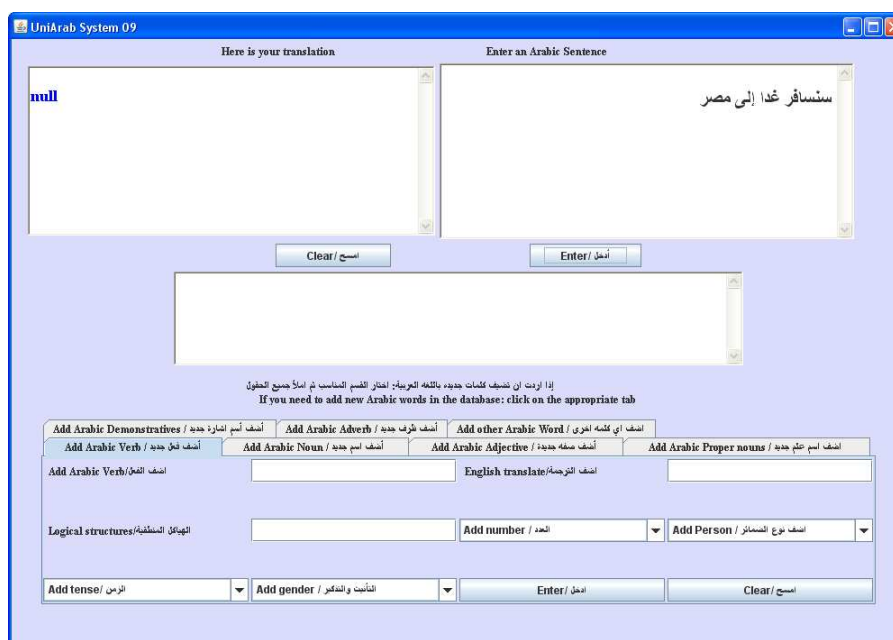 UniArab System 09
Here is your translation
Enter an Arabic Sentence
null
سنسافر غدا إلى مصر
Clear/ امسح
Enter/ أدخل
إذا اردت ان تضيف كلمات جديده باللغه العربية: اختار القسم المناسب ثم املأ جميع الحقول
If you need to add new Arabic words in the database: click on the appropriate tab
Add Arabic Demonstratives / أضف أسم اشارة جديد
Add Arabic Adverb / أضف ظرف جديد
Add other Arabic Word / اضف اي كلمه اخرى
Add Arabic Verb / أضف فعل جديد
Add Arabic Noun / أضف اسم جديد
Add Arabic Adjective / أضف صفه جديدة
Add Arabic Proper nouns / اضف اسم علم جديد
Add Arabic Verb/اضف الفعل
English translate/اضف الترجمة
Logical structures/الهياكل المنطقية
Add number / العدد
Add Person / اضف نوع الضمائر
Add tense/ الزمن
Add gender / التأنيث والتذكير
Enter/ ادخل
Clear/ امسح